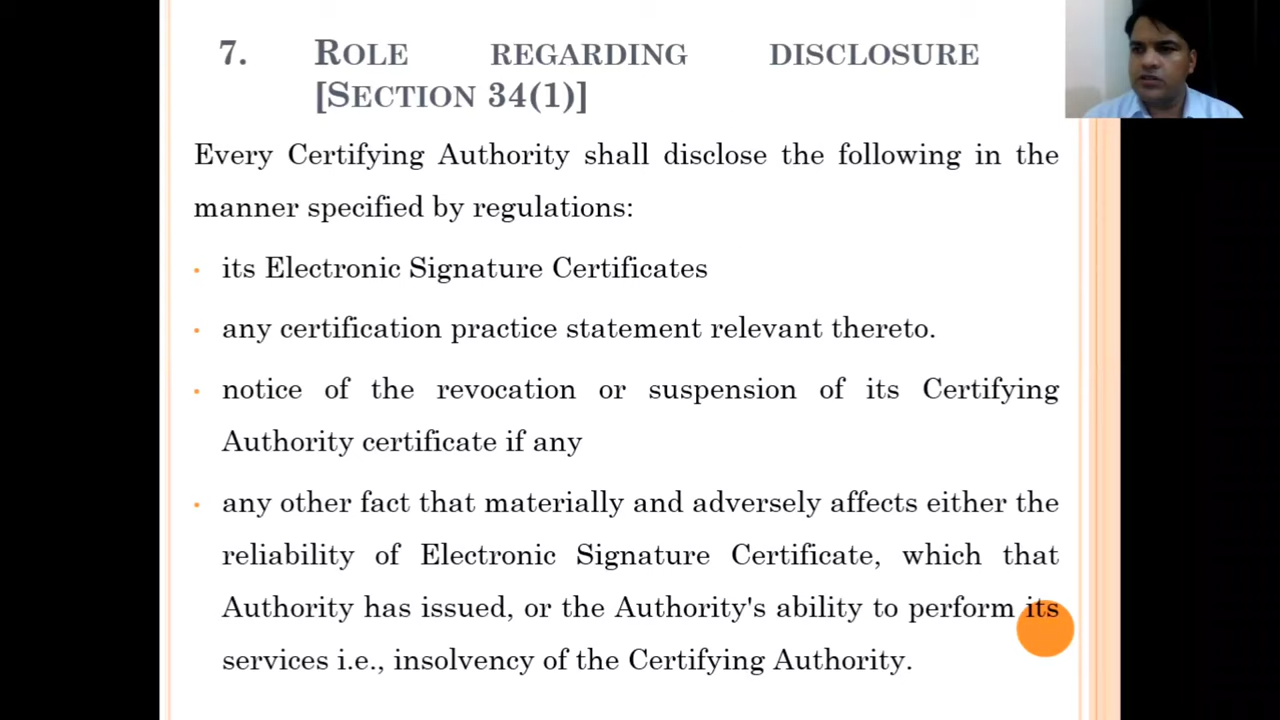 7. ROLE REGARDING DISCLOSURE
[SECTION 34(1)]
Every Certifying Authority shall disclose the following in the
manner specified by regulations:
• its Electronic Signature Certificates
• any certification practice statement relevant thereto.
• notice of the revocation or suspension of its Certifying
Authority certificate if any
• any other fact that materially and adversely affects either the
reliability of Electronic Signature Certificate, which that
Authority has issued, or the Authority's ability to perform its
services i.e., insolvency of the Certifying Authority.